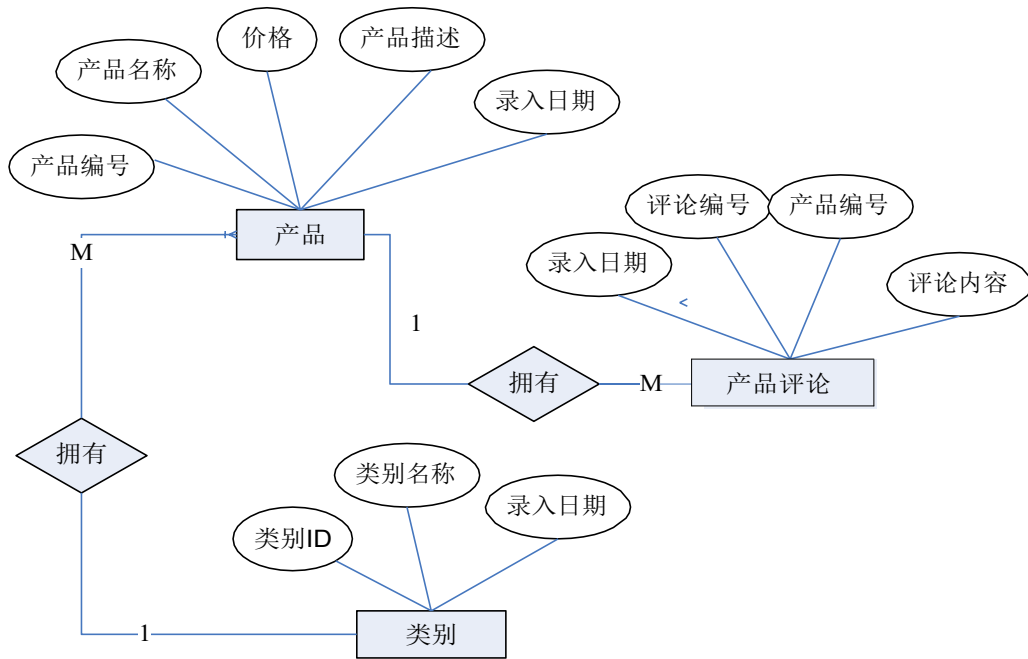 价格
产品描述
产品名称
录入日期
产品编号
产品
评论编号
产品编号
M
录入日期
评论内容
1
拥有
M
产品评论
拥有
类别名称
录入日期
类别ID
1
类别